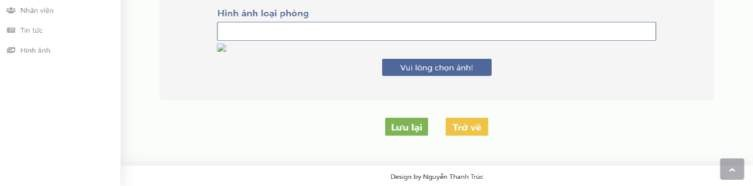 Nhân viên
Tin tức
Hình ảnh
Hình ảnh loại phòng
Vui lòng chọn ảnh!
Lưu lại
Trở về
Design by Nguyễn Thanh Trúc